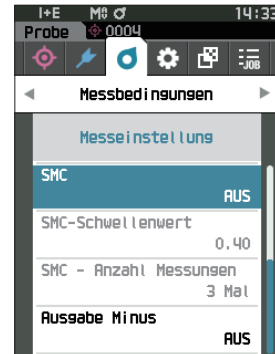 I+E M0 14:33
Probe 0004
-JOB
Messbedingungen
Messeinstellung
SMC
AUS
SMC-Schwellenwert
0.40
SMC - Anzahl Messungen
3 Mal
Ausgabe Minus
AUS